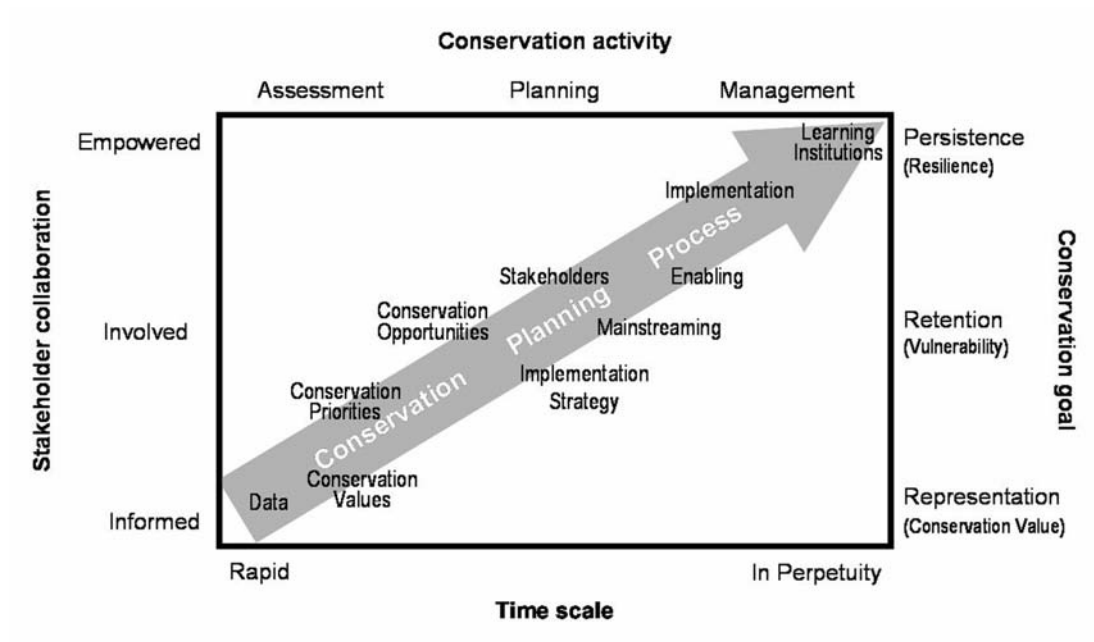 Conservation activity
Assessment Planning Management
Empowered
Involved
Informed
Stakeholder collaboration
Learning
Institutions
Implementation
Stakeholders
Enabling
Conservation
Opportunities
Mainstreaming
Implementation
Strategy
Conservation
Priorities
Conservation
Values
Data
Conservation Planning Process
Persistence
(Resilience)
Retention
(Vulnerability)
Representation
(Conservation Value)
Conservation goal
Rapid In Perpetuity
Time scale